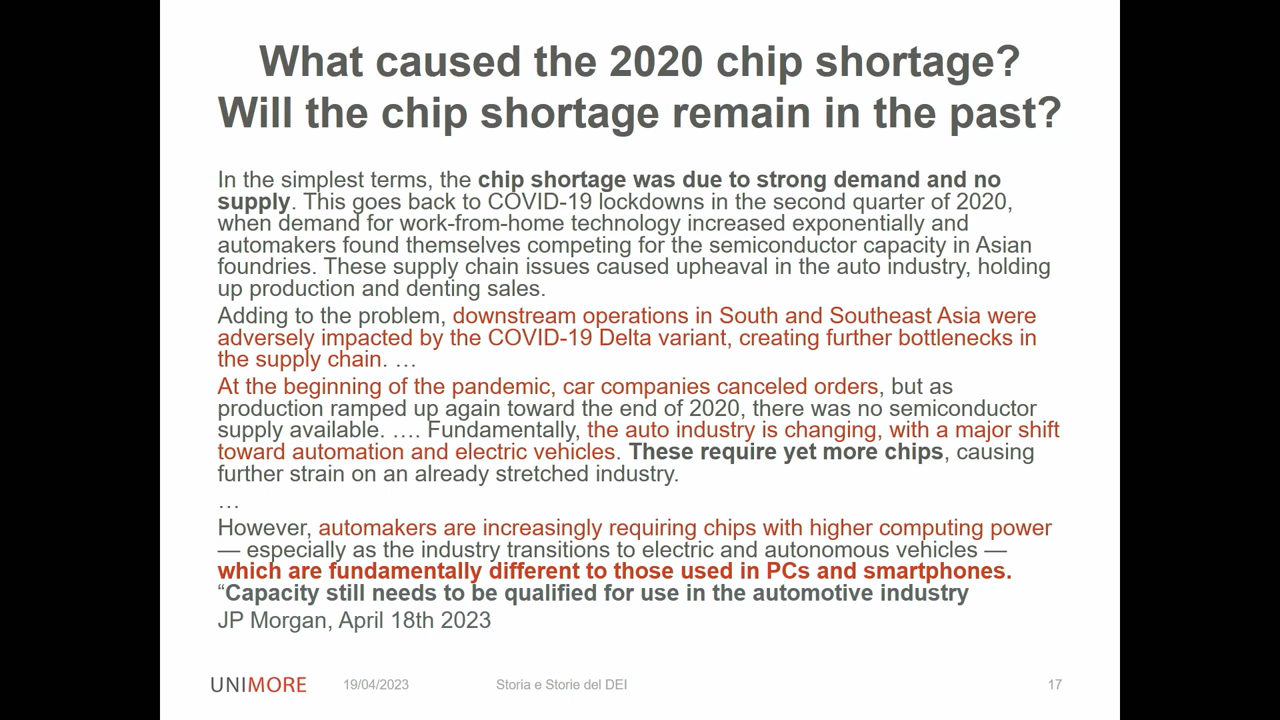 What caused the 2020 chip shortage?
Will the chip shortage remain in the past?
In the simplest terms, the chip shortage was due to strong demand and no
supply. This goes back to COVID-19 lockdowns in the second quarter of 2020,
when demand for work-from-home technology increased exponentially and
automakers found themselves competing for the semiconductor capacity in Asian
foundries. These supply chain issues caused upheaval in the auto industry, holding
up production and denting sales.
Adding to the problem, downstream operations in South and Southeast Asia were
adversely impacted by the COVID-19 Delta variant, creating further bottlenecks in
the supply chain. …
At the beginning of the pandemic, car companies canceled orders, but as
production ramped up again toward the end of 2020, there was no semiconductor
supply available. …. Fundamentally, the auto industry is changing, with a major shift
toward automation and electric vehicles. These require yet more chips, causing
further strain on an already stretched industry.
…
However, automakers are increasingly requiring chips with higher computing power
— especially as the industry transitions to electric and autonomous vehicles —
which are fundamentally different to those used in PCs and smartphones.
“Capacity still needs to be qualified for use in the automotive industry
JP Morgan, April 18th 2023
UNIMORE 19/04/2023 Storia e Storie del DEI 17